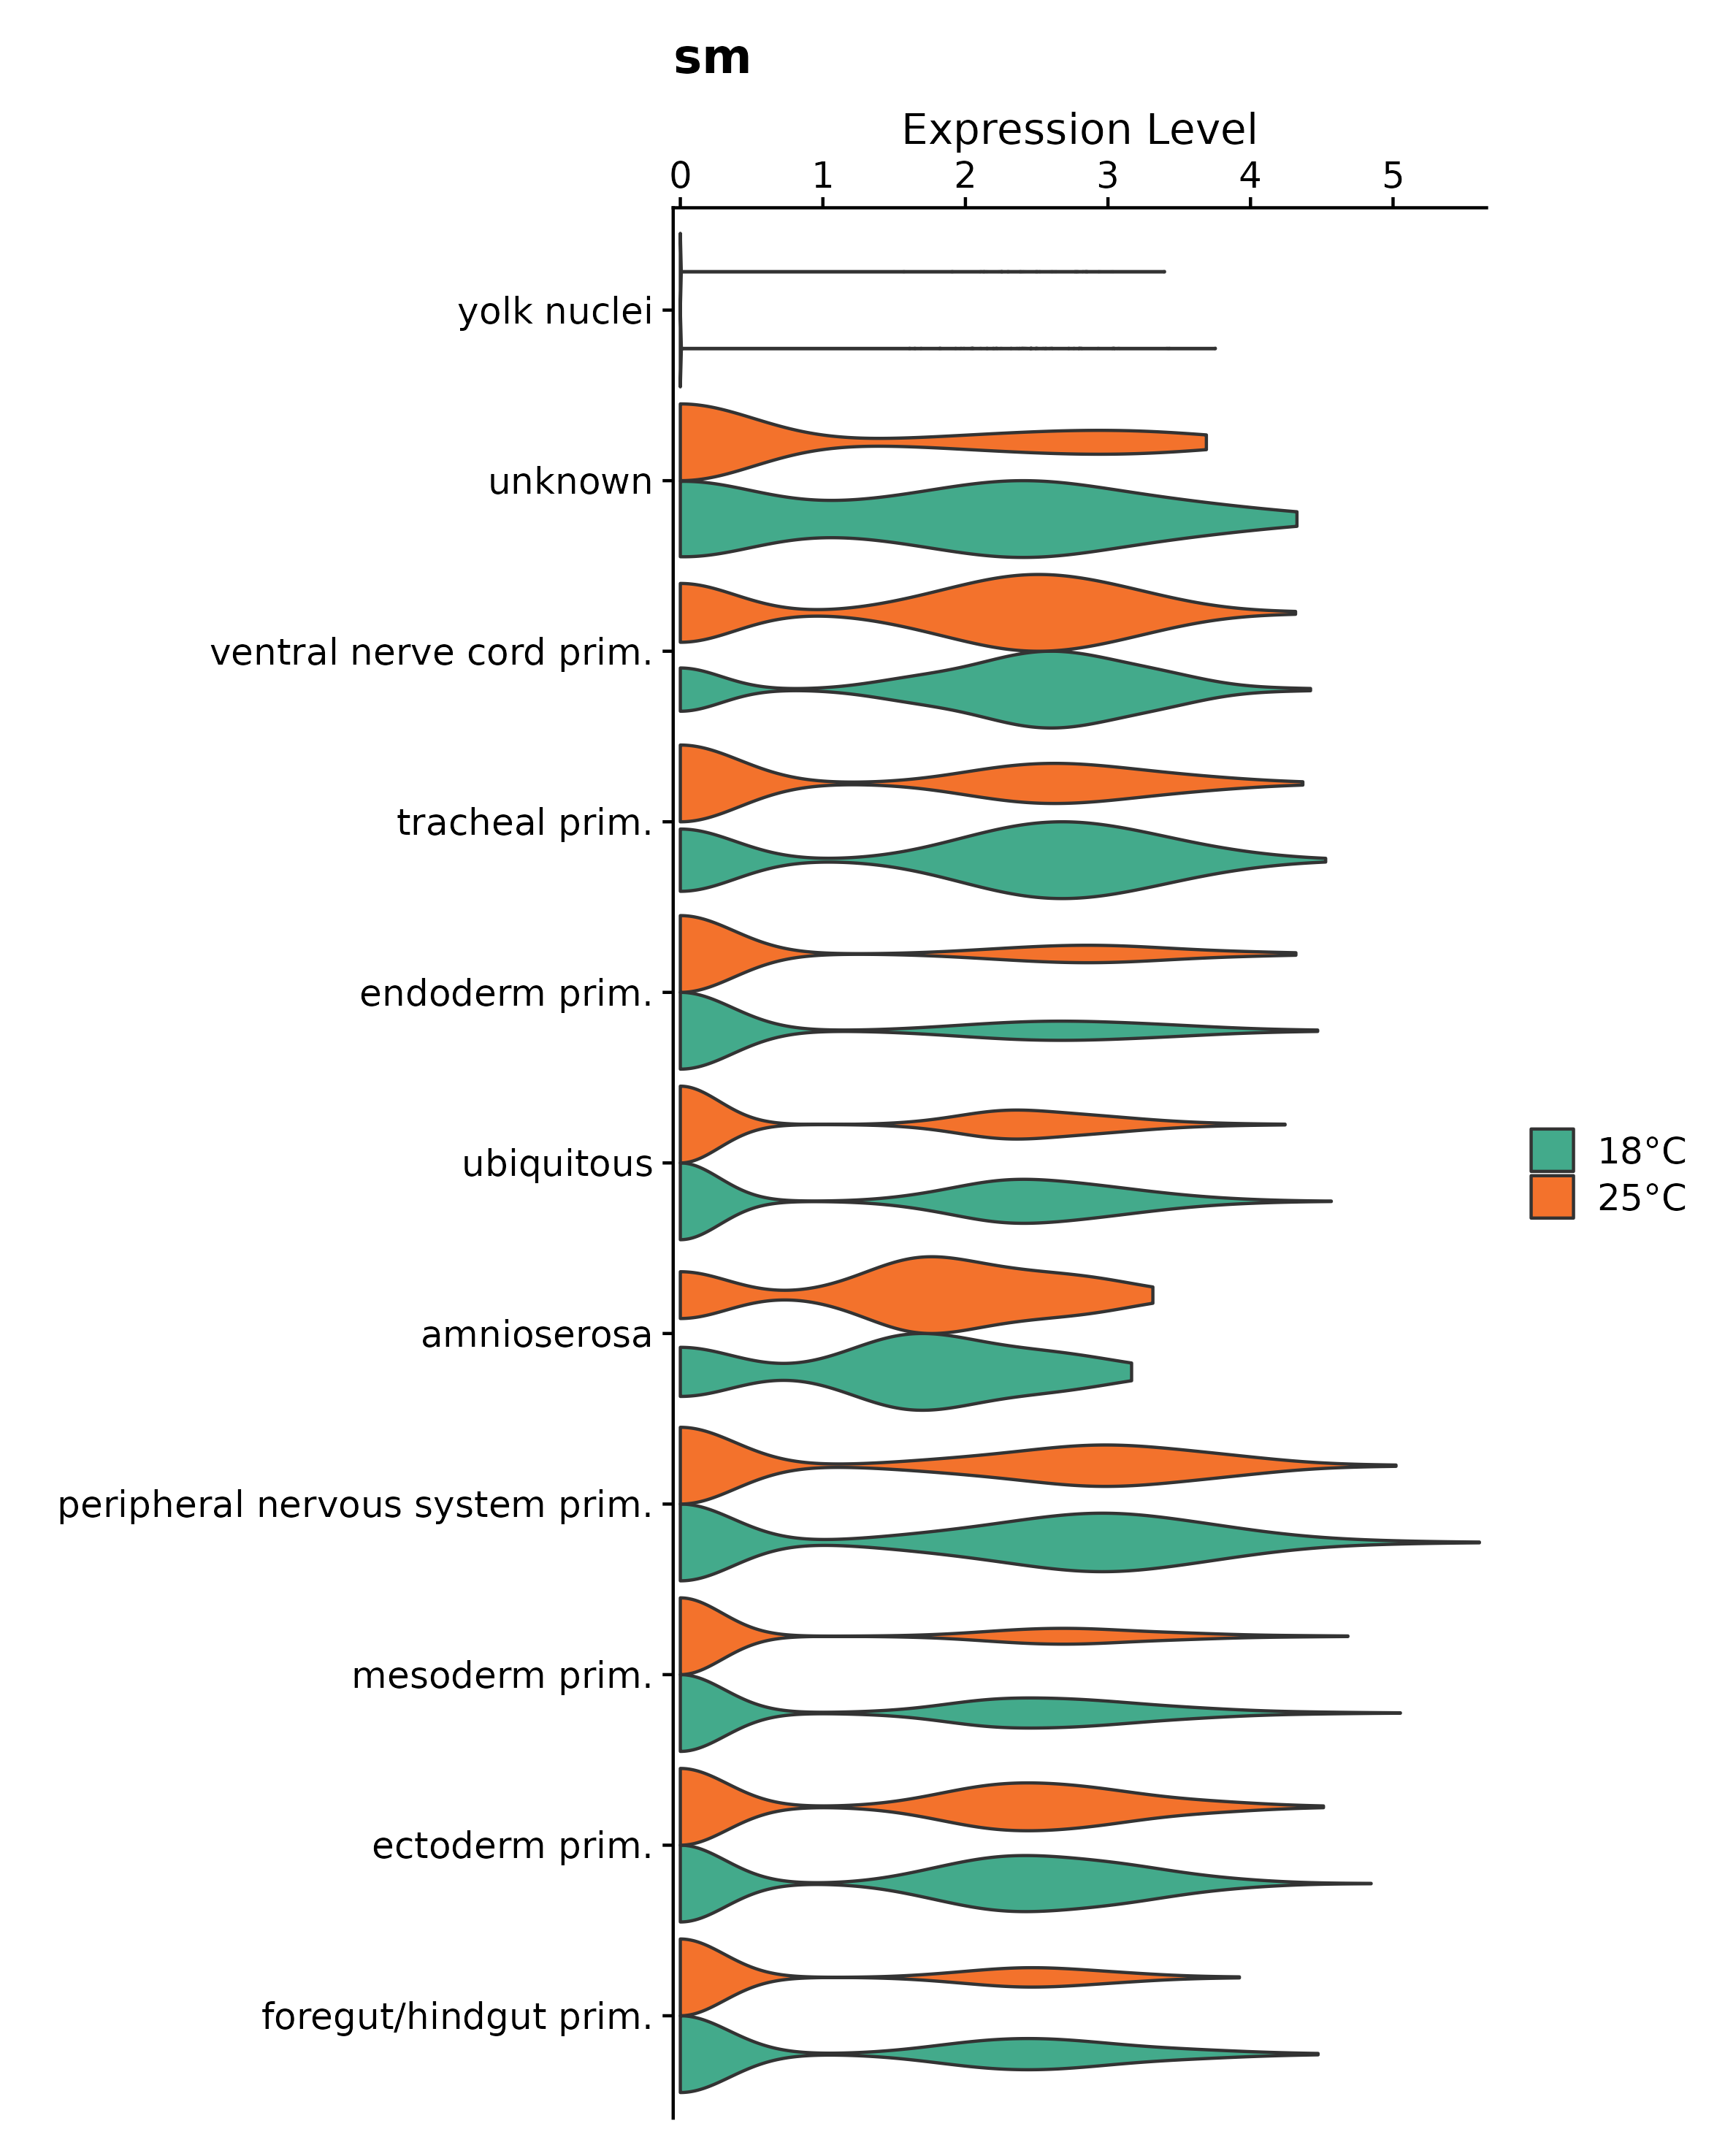 sm
Expression Level
0 1 2 3 4 5
yolk nuclei
unknown
ventral nerve cord prim.
tracheal prim.
endoderm prim.
ubiquitous
amnioserosa
peripheral nervous system prim.
mesoderm prim.
ectoderm prim.
foregut/hindgut prim.
18°C
25°C